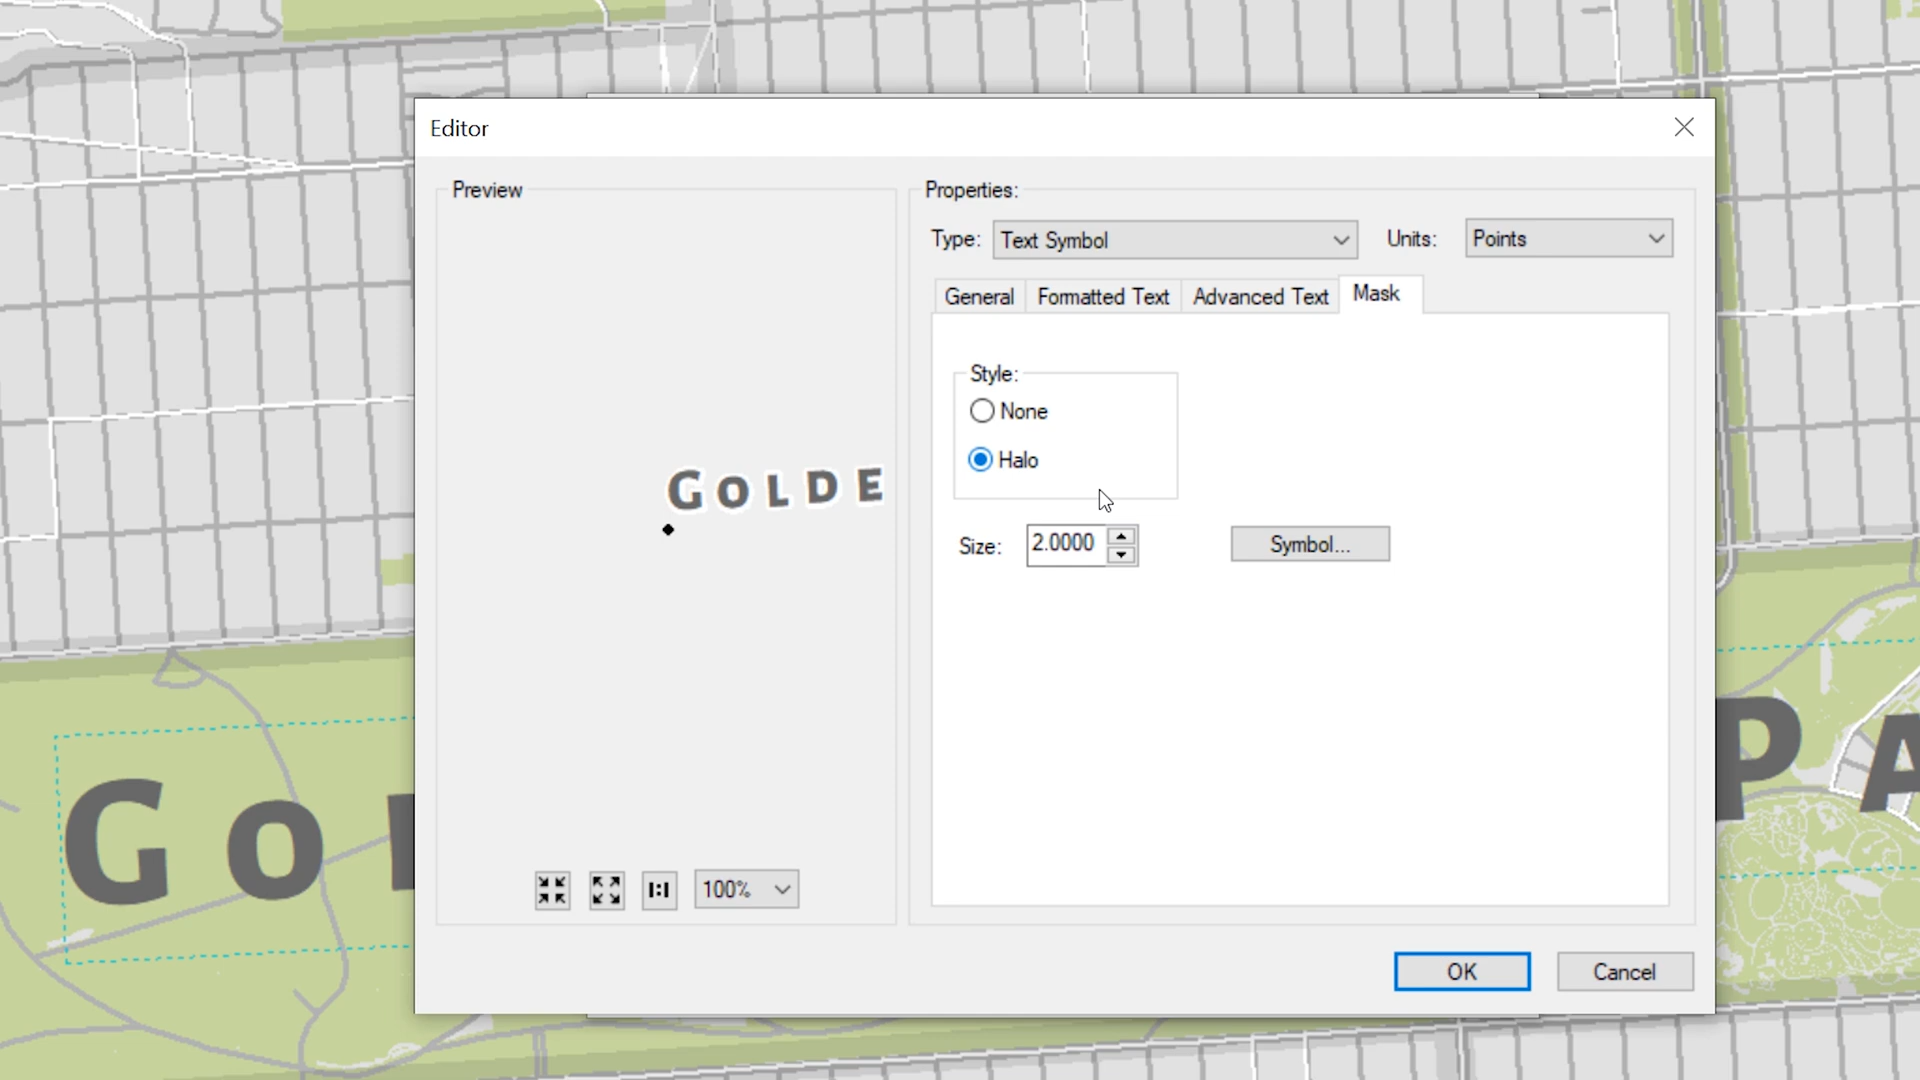 Editor
Preview
Properties:
Type: Text Symbol Units: Points
General Formatted Text Advanced Text Mask
Style:
None
Halo
GOLDE
Size: 2.0000 Symbol...
100%
OK Cancel
Go
PA